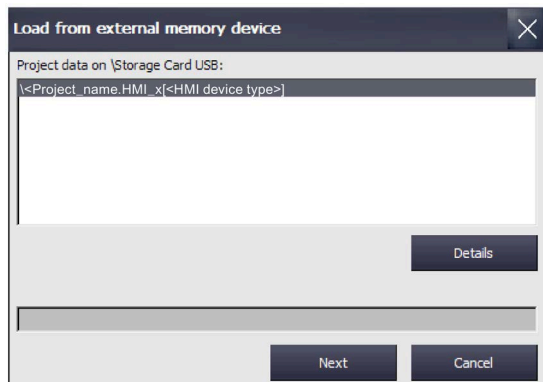 Load from external memory device
Project data on \Storage Card USB:
\<Project_name.HMI_x[<HMI device type>]
Details
Next
Cancel